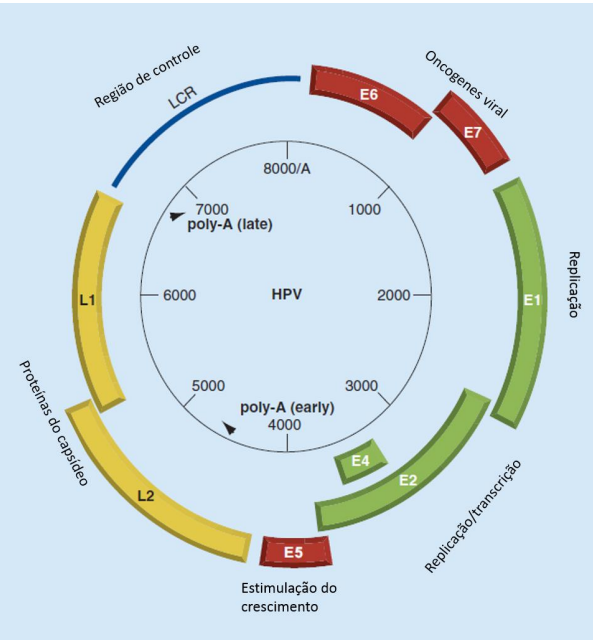 Região de controle
LCR
E6
Oncogenes viral
E7
8000/A
7000
1000
poly-A (late)
L1
6000
HPV
2000
E1
Replicação
5000
3000
poly-A (early)
4000
Proteínas do capsídeo
E4
E2
L2
Replicação/transcrição
E5
Estimulação do
crescimento